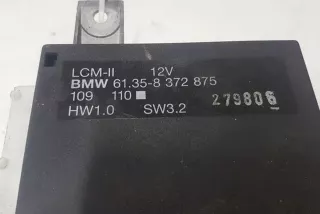 LCM-II 12V
BMW 61.35-8 372 875
109 110 ■
HW1.0 SW3.2
279806